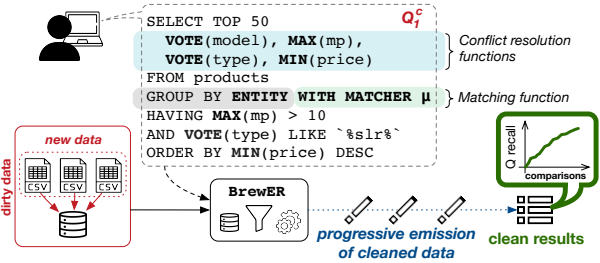 SELECT TOP 50
Q₁ᶜ
VOTE(model), MAX(mp),
VOTE(type), MIN(price)
Conflict resolution
functions
FROM products
GROUP BY ENTITY WITH MATCHER μ
Matching function
HAVING MAX(mp) > 10
AND VOTE(type) LIKE `%slr%`
ORDER BY MIN(price) DESC
dirty data
new data
CSV CSV CSV
BrewER
progressive emission
of cleaned data
Q recall
comparisons
clean results